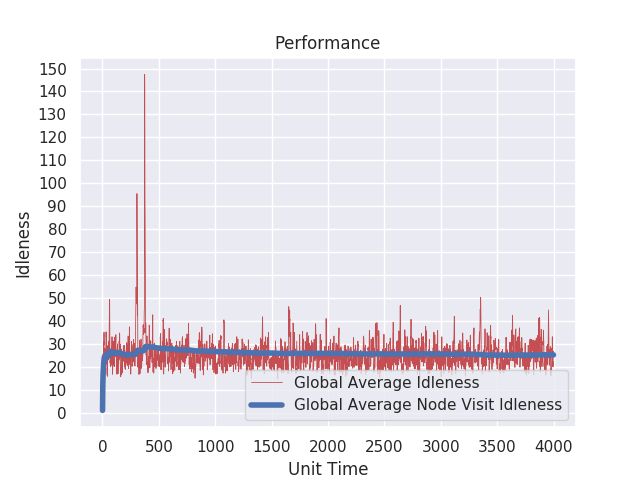 Performance
150
140
130
120
110
100
90
80
70
60
50
40
30
20
10
0
Idleness
Global Average Idleness
Global Average Node Visit Idleness
0 500 1000 1500 2000 2500 3000 3500 4000
Unit Time